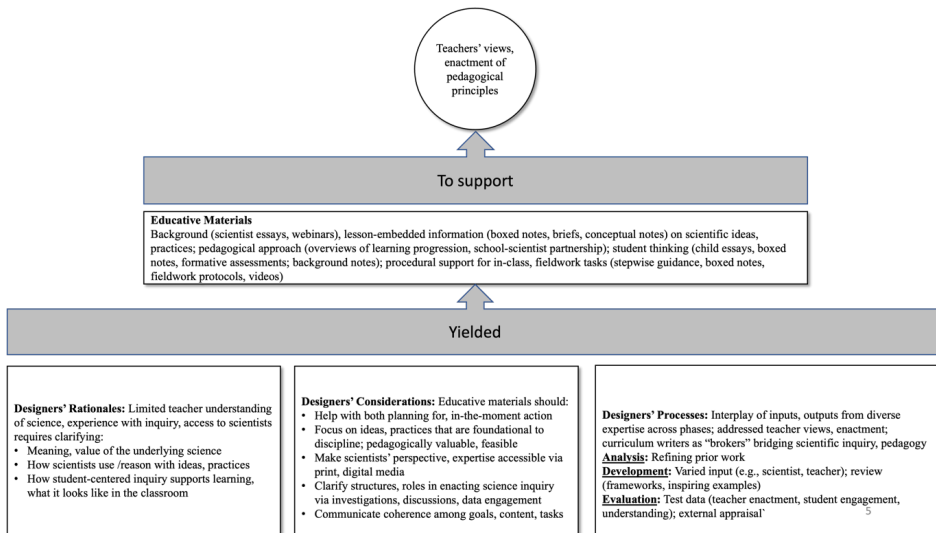 Teachers' views,
enactment of
pedagogical
principles
To support
Educative Materials
Background (scientist essays, webinars), lesson-embedded information (boxed notes, briefs, conceptual notes) on scientific ideas,
practices; pedagogical approach (overviews of learning progression, school-scientist partnership); student thinking (child essays, boxed
notes, formative assessments; background notes); procedural support for in-class, fieldwork tasks (stepwise guidance, boxed notes,
fieldwork protocols, videos)
Yielded
Designers' Rationales: Limited teacher understanding
of science, experience with inquiry, access to scientists
requires clarifying:
• Meaning, value of the underlying science
• How scientists use /reason with ideas, practices
• How student-centered inquiry supports learning,
what it looks like in the classroom
Designers' Considerations: Educative materials should:
• Help with both planning for, in-the-moment action
• Focus on ideas, practices that are foundational to
discipline; pedagogically valuable, feasible
• Make scientists' perspective, expertise accessible via
print, digital media
• Clarify structures, roles in enacting science inquiry
via investigations, discussions, data engagement
• Communicate coherence among goals, content, tasks
Designers' Processes: Interplay of inputs, outputs from diverse
expertise across phases; addressed teacher views, enactment;
curriculum writers as "brokers" bridging scientific inquiry, pedagogy
Analysis: Refining prior work
Development: Varied input (e.g., scientist, teacher); review
(frameworks, inspiring examples)
Evaluation: Test data (teacher enactment, student engagement,
understanding); external appraisal`
5